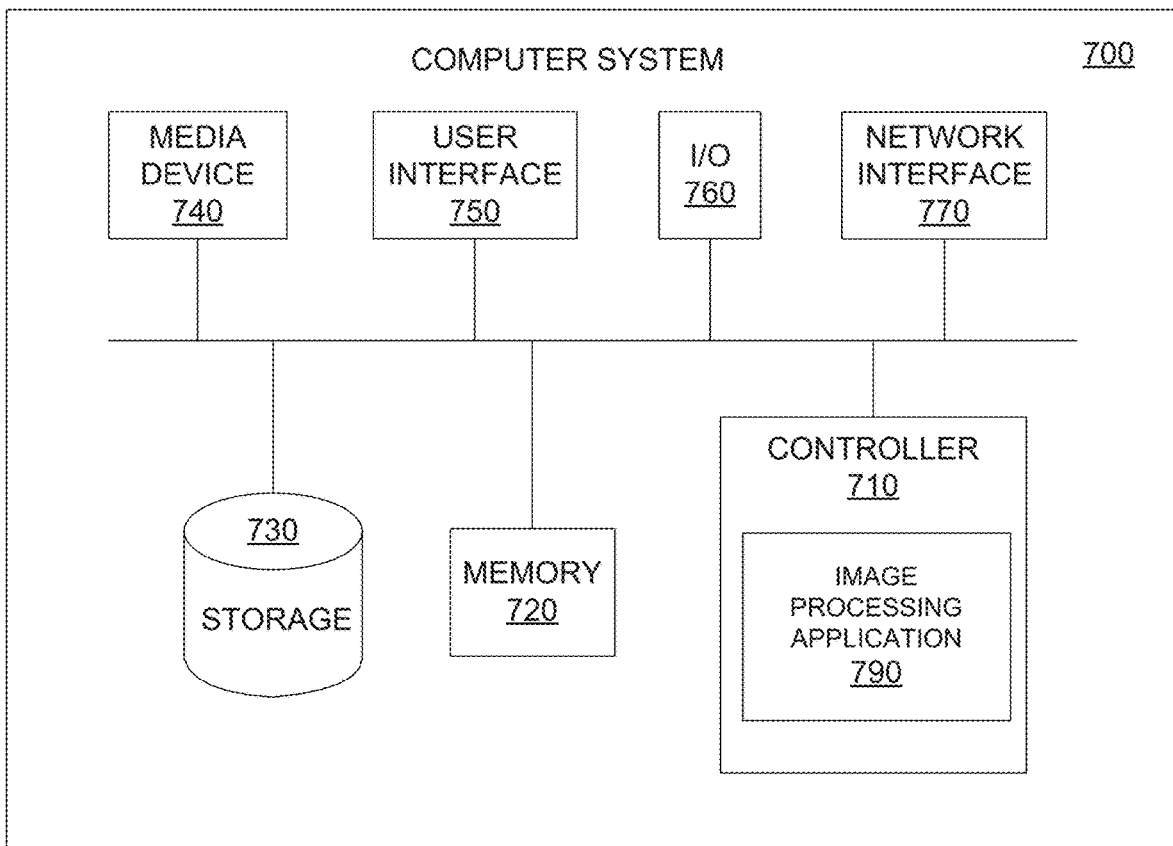 COMPUTER SYSTEM
700
MEDIA
DEVICE
740
USER
INTERFACE
750
I/O
760
NETWORK
INTERFACE
770
730
STORAGE
MEMORY
720
CONTROLLER
710
IMAGE
PROCESSING
APPLICATION
790